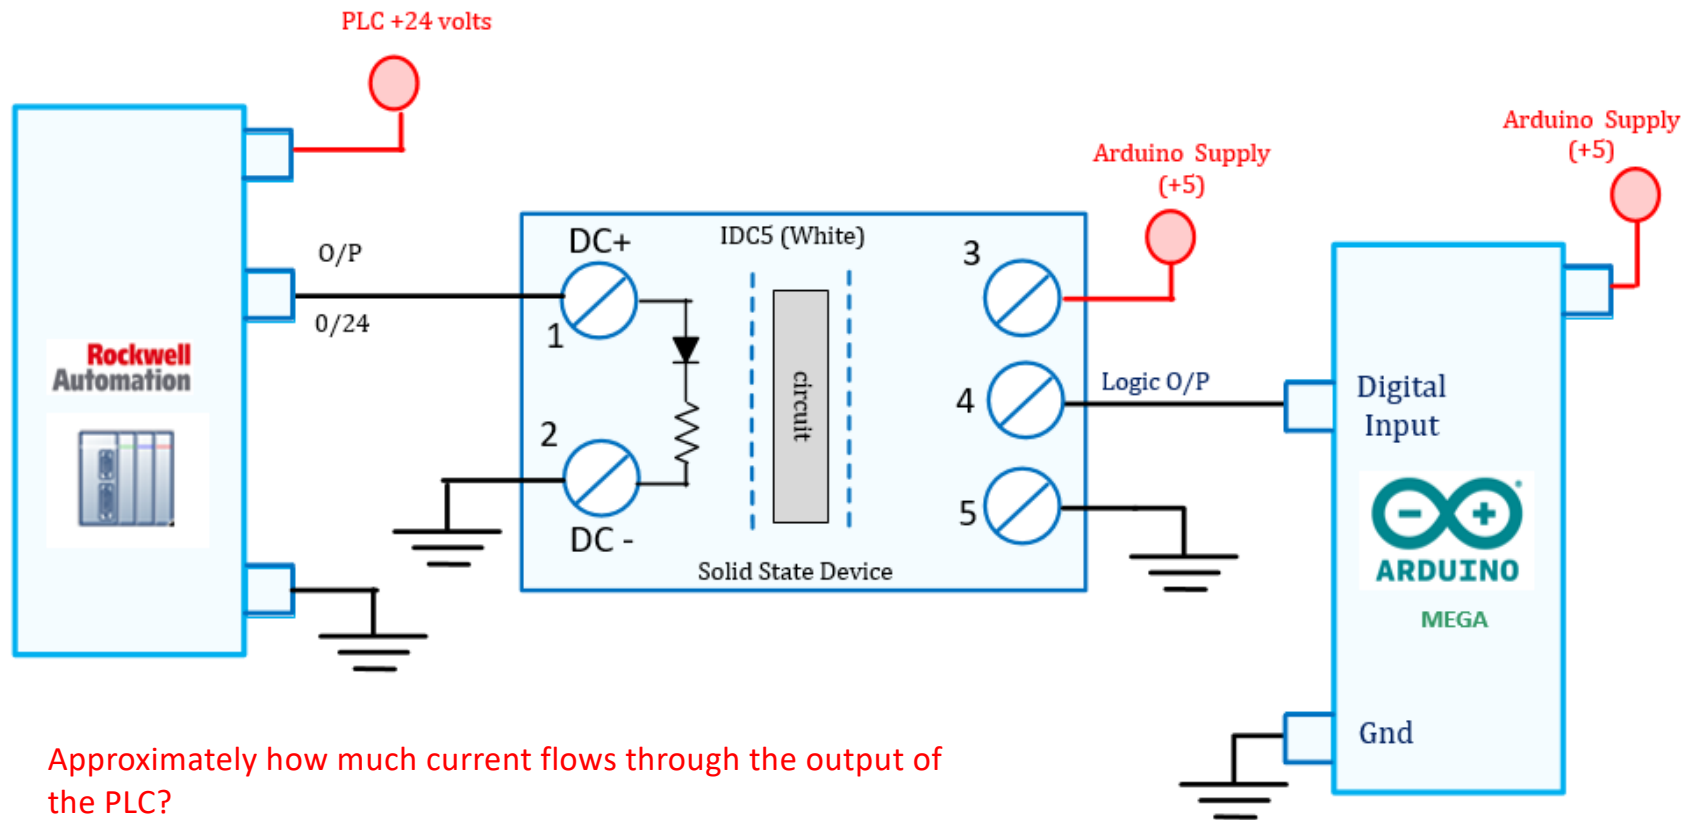 PLC +24 volts
Arduino Supply
(+5)
Arduino Supply
(+5)
O/P
0/24
Rockwell
Automation
DC+
1
2
DC -
IDC5 (White)
circuit
Solid State Device
3
4
5
Logic O/P
Digital
Input
ARDUINO
MEGA
Gnd
Approximately how much current flows through the output of
the PLC?